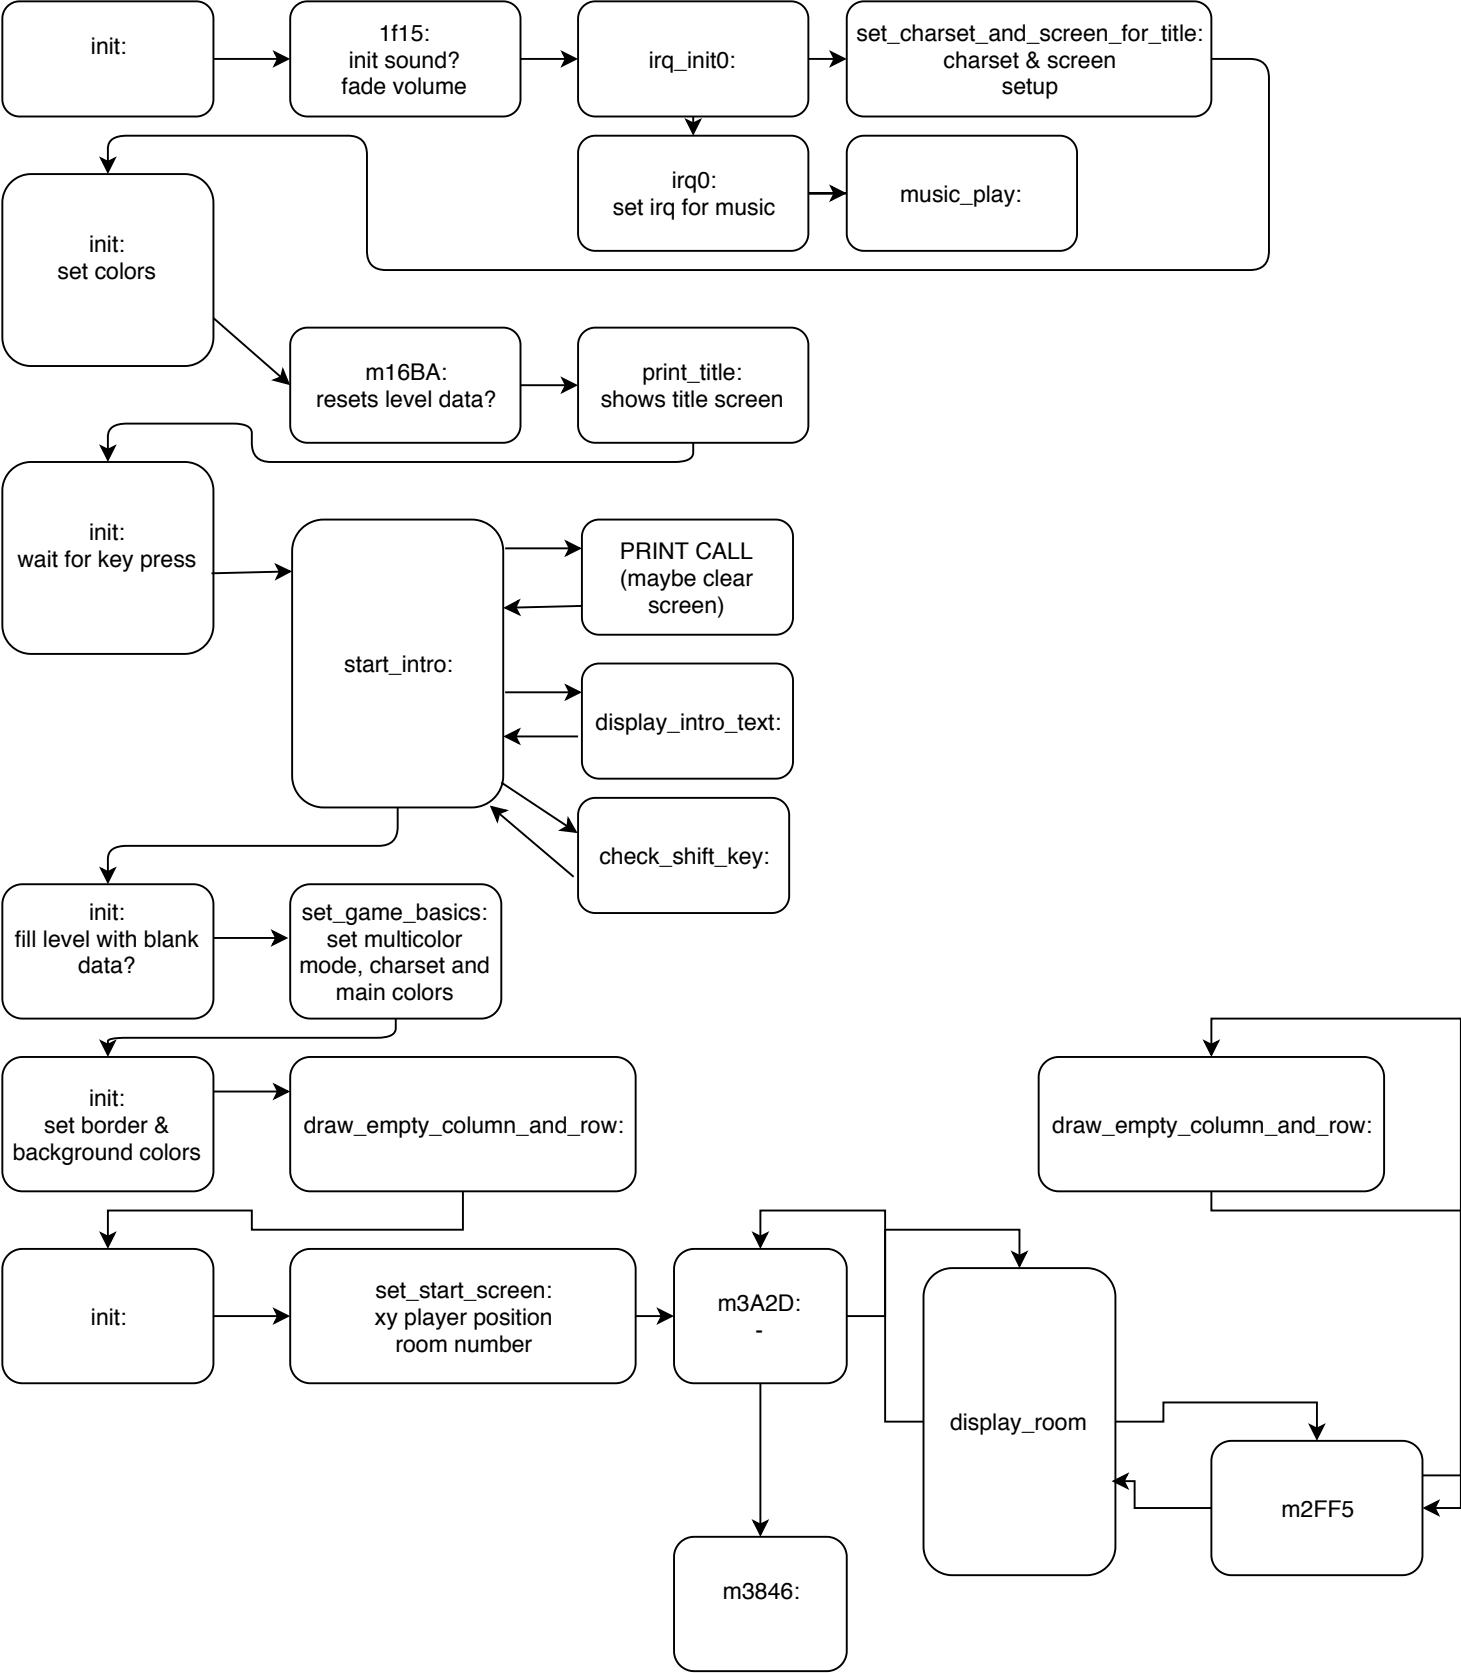 init:
1f15:
init sound?
fade volume
irq_init0:
set_charset_and_screen_for_title:
charset & screen
setup
irq0:
set irq for music
music_play:
init:
set colors
m16BA:
resets level data?
print_title:
shows title screen
init:
wait for key press
start_intro:
PRINT CALL
(maybe clear
screen)
display_intro_text:
check_shift_key:
init:
fill level with blank
data?
set_game_basics:
set multicolor
mode, charset and
main colors
init:
set border &
background colors
draw_empty_column_and_row:
draw_empty_column_and_row:
init:
set_start_screen:
xy player position
room number
m3A2D:
-
display_room
m2FF5
m3846: